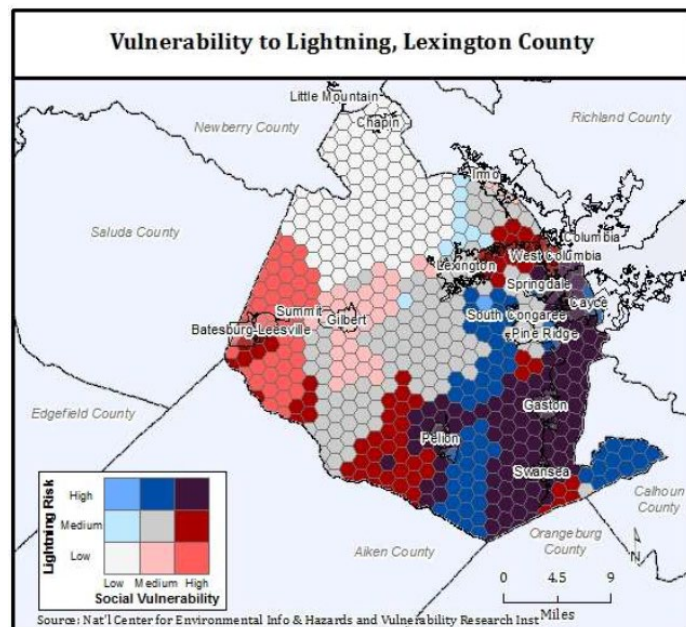 Vulnerability to Lightning, Lexington County
Little Mountain
Newberry County
Chapin
Richland County
Irmo
Saluda County
Columbia
Lexington
West Columbia
Springdale
Cayce
Summit
Gilbert
South Congaree
Batesburg-Leesville
Pine Ridge
Edgefield County
Gaston
Pelion
Swansea
Calhoun
County
Orangeburg
County
Aiken County
N
Lightning Risk
High
Medium
Low
Low Medium High
Social Vulnerability
0 4.5 9
Miles
Source: Nat'l Center for Environmental Info & Hazards and Vulnerability Research Inst